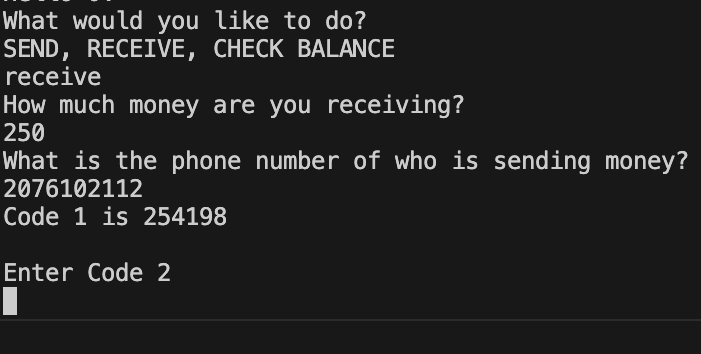 What would you like to do?
SEND, RECEIVE, CHECK BALANCE
receive
How much money are you receiving?
250
What is the phone number of who is sending money?
2076102112
Code 1 is 254198
Enter Code 2